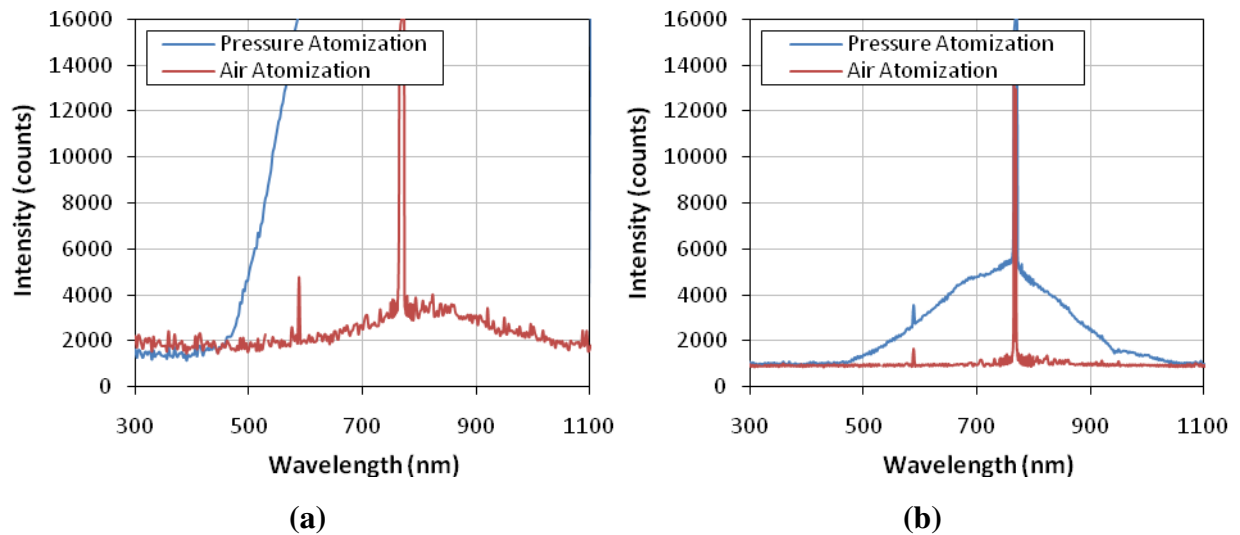 16000
14000
12000
10000
8000
6000
4000
2000
0
Intensity (counts)
Pressure Atomization
Air Atomization
300 500 700 900 1100
Wavelength (nm)
(a)
16000
14000
12000
10000
8000
6000
4000
2000
0
Intensity (counts)
Pressure Atomization
Air Atomization
300 500 700 900 1100
Wavelength (nm)
(b)